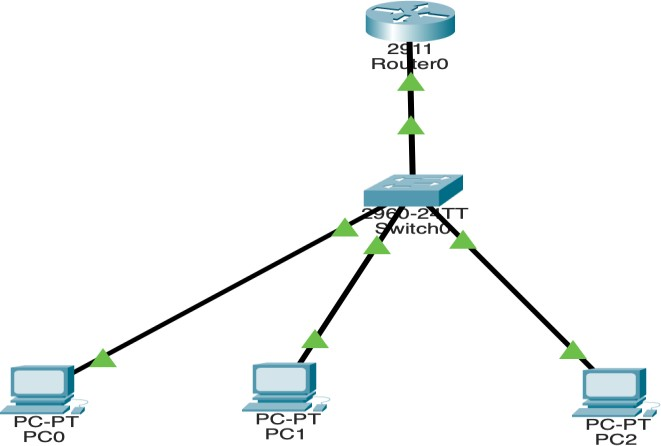 2911
Router0
2960-24TT
Switch0
PC-PT
PC0
PC-PT
PC1
PC-PT
PC2